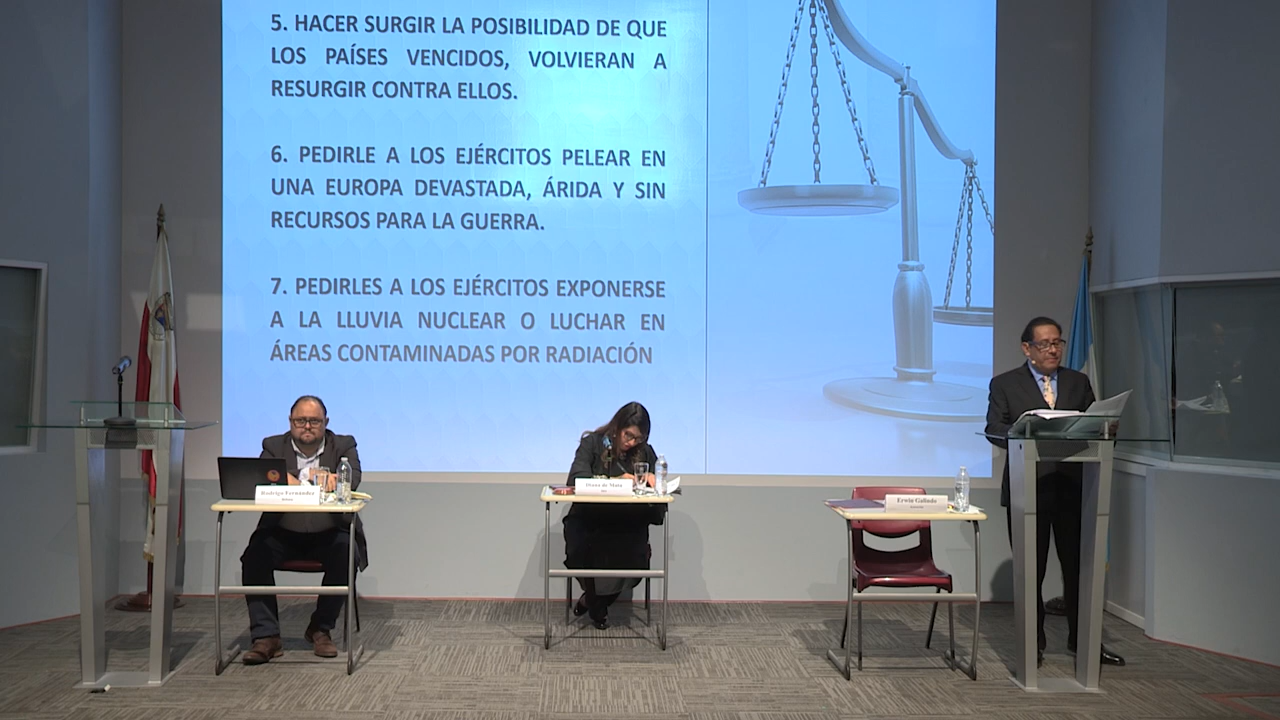 5. HACER SURGIR LA POSIBILIDAD DE QUE
LOS PAÍSES VENCIDOS, VOLVIERAN A
RESURGIR CONTRA ELLOS.
6. PEDIRLE A LOS EJÉRCITOS PELEAR EN
UNA EUROPA DEVASTADA, ÁRIDA Y SIN
RECURSOS PARA LA GUERRA.
7. PEDIRLES A LOS EJÉRCITOS EXPONERSE
A LA LLUVIA NUCLEAR O LUCHAR EN
ÁREAS CONTAMINADAS POR RADIACIÓN
Rodrigo Fernández
Diana de Mata
Erwin Galindo